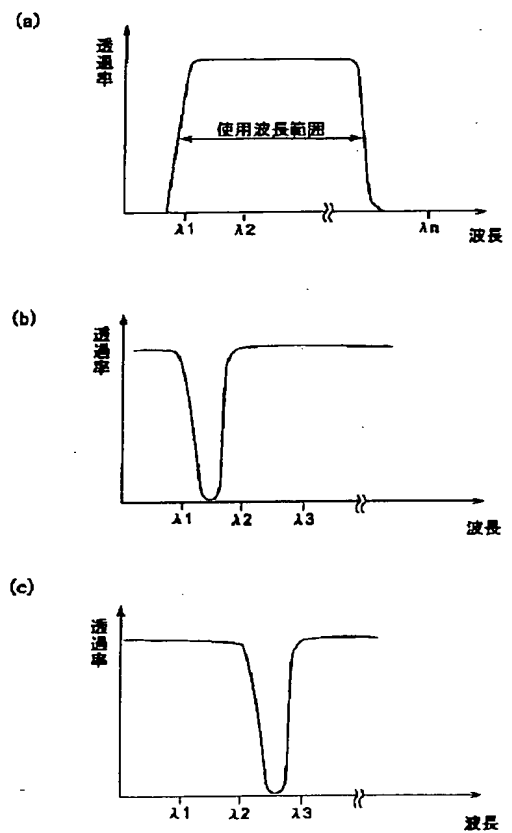 (a)
透過率
使用波長範囲
λ1 λ2 λn
波長
(b)
透過率
λ1 λ2 λ3
波長
(c)
透過率
λ1 λ2 λ3
波長